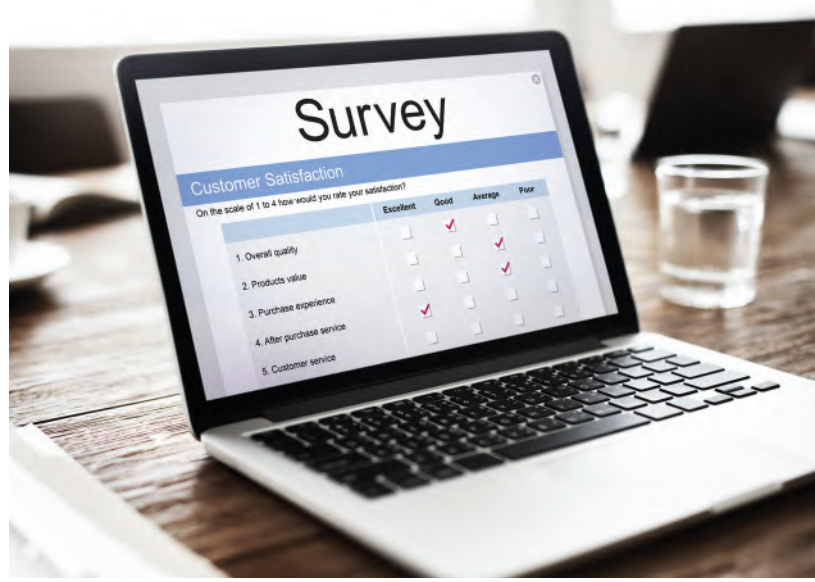 Survey
Customer Satisfaction
On the scale of 1 to 4 how would you rate your satisfaction?
Excellent Good Average Poor
1. Overall quality
2. Products value
3. Purchase experience
4. After purchase service
5. Customer service